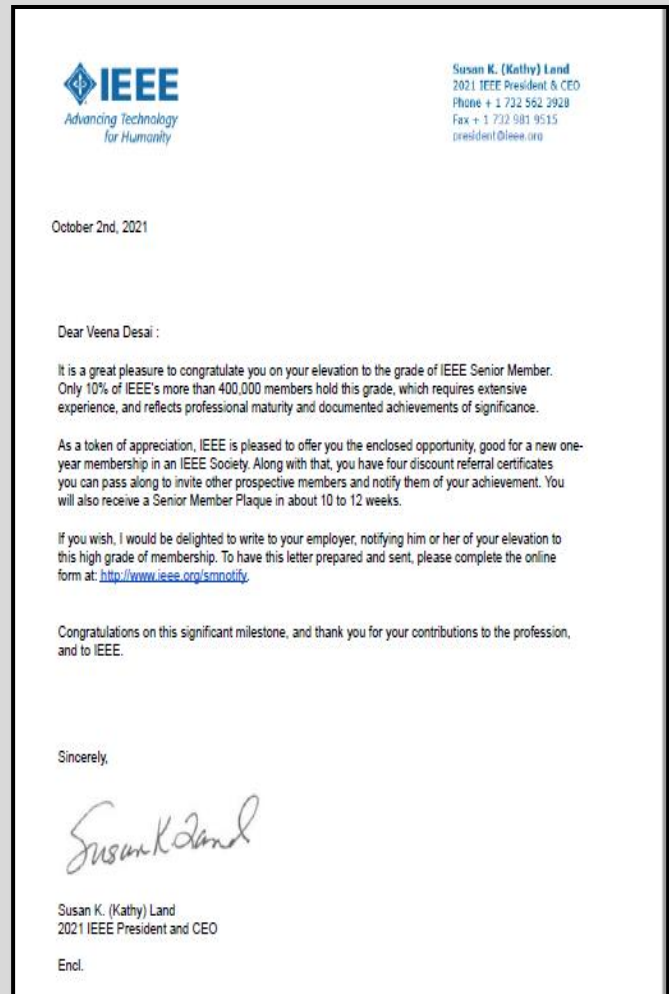 IEEE
Advancing Technology
for Humanity
Susan K. (Kathy) Land
2021 IEEE President & CEO
Phone + 1 732 562 3928
Fax + 1 732 981 9515
president@ieee.org
October 2nd, 2021
Dear Veena Desai :
It is a great pleasure to congratulate you on your elevation to the grade of IEEE Senior Member.
Only 10% of IEEE's more than 400,000 members hold this grade, which requires extensive
experience, and reflects professional maturity and documented achievements of significance.
As a token of appreciation, IEEE is pleased to offer you the enclosed opportunity, good for a new one-
year membership in an IEEE Society. Along with that, you have four discount referral certificates
you can pass along to invite other prospective members and notify them of your achievement. You
will also receive a Senior Member Plaque in about 10 to 12 weeks.
If you wish, I would be delighted to write to your employer, notifying him or her of your elevation to
this high grade of membership. To have this letter prepared and sent, please complete the online
form at: http://www.ieee.org/smnotify.
Congratulations on this significant milestone, and thank you for your contributions to the profession,
and to IEEE.
Sincerely,
Susan K Land
Susan K. (Kathy) Land
2021 IEEE President and CEO
Encl.